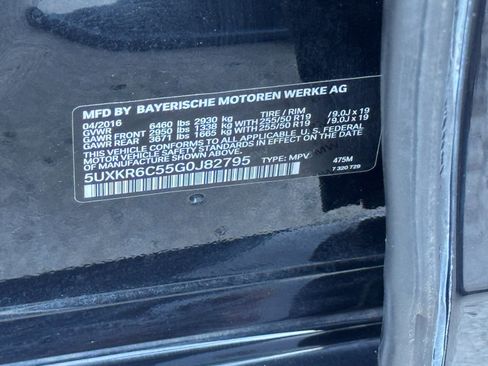 MFD BY BAYERISCHE MOTOREN WERKE AG
04/2016 TIRE / RIM
GVWR 6460 lbs 2930 kg
GAWR FRONT 2950 lbs 1338 kg WITH 255/50 R19 / 9.0J x 19
GAWR REAR 3671 lbs 1665 kg WITH 255/50 R19 / 9.0J x 19
THIS VEHICLE CONFORMS TO ALL APPLICABLE U.S. FEDERAL
MOTOR VEHICLE SAFETY STANDARDS IN EFFECT ON THE DATE
OF MANUFACTURE SHOWN ABOVE.
5UXKR6C55G0J82795 TYPE: MPV 475M
7 320 729